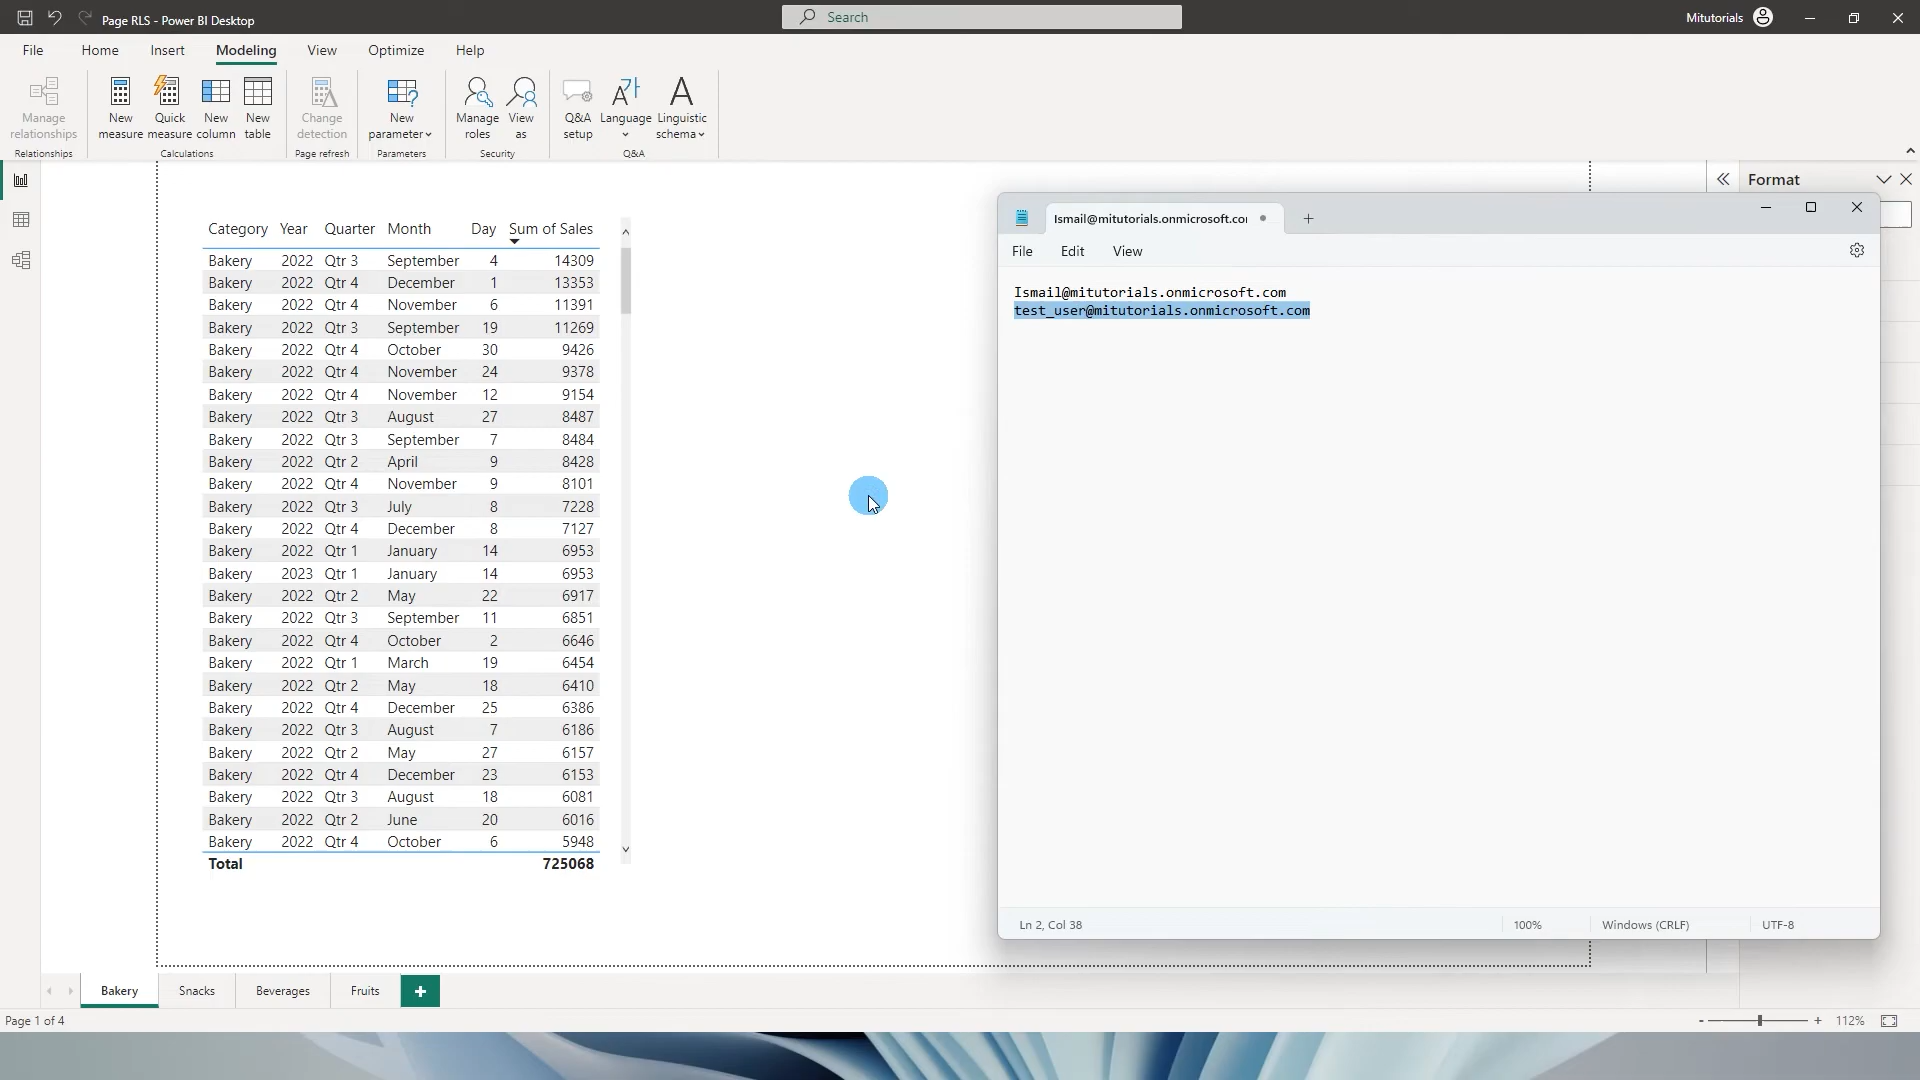 Page RLS - Power BI Desktop
Search
Mitutorials
File Home Insert Modeling View Optimize Help
Manage relationships
New measure
Quick measure
New column
New table
Change detection
New parameter
Manage roles
View as
Q&A setup
Language
Linguistic schema
Relationships
Calculations
Page refresh
Parameters
Security
Q&A
Category Year Quarter Month Day Sum of Sales
Bakery 2022 Qtr 3 September 4 14309
Bakery 2022 Qtr 4 December 1 13353
Bakery 2022 Qtr 4 November 6 11391
Bakery 2022 Qtr 3 September 19 11269
Bakery 2022 Qtr 4 October 30 9426
Bakery 2022 Qtr 4 November 24 9378
Bakery 2022 Qtr 4 November 12 9154
Bakery 2022 Qtr 3 August 27 8487
Bakery 2022 Qtr 3 September 7 8484
Bakery 2022 Qtr 2 April 9 8428
Bakery 2022 Qtr 4 November 9 8101
Bakery 2022 Qtr 3 July 8 7228
Bakery 2022 Qtr 4 December 8 7127
Bakery 2022 Qtr 1 January 14 6953
Bakery 2023 Qtr 1 January 14 6953
Bakery 2022 Qtr 2 May 22 6917
Bakery 2022 Qtr 3 September 11 6851
Bakery 2022 Qtr 4 October 2 6646
Bakery 2022 Qtr 1 March 19 6454
Bakery 2022 Qtr 2 May 18 6410
Bakery 2022 Qtr 4 December 25 6386
Bakery 2022 Qtr 3 August 7 6186
Bakery 2022 Qtr 2 May 27 6157
Bakery 2022 Qtr 4 December 23 6153
Bakery 2022 Qtr 3 August 18 6081
Bakery 2022 Qtr 2 June 20 6016
Bakery 2022 Qtr 4 October 6 5948
Total 725068
Format
Ismail@mitutorials.onmicrosoft.co
File Edit View
Ismail@mitutorials.onmicrosoft.com
test_user@mitutorials.onmicrosoft.com
Ln 2, Col 38
100%
Windows (CRLF)
UTF-8
Bakery Snacks Beverages Fruits
Page 1 of 4
112%